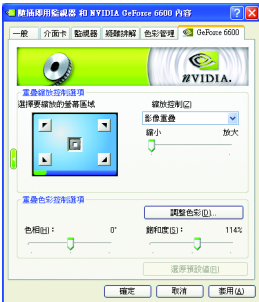 隨插即用監視器 和 NVIDIA GeForce 6600 內容
一般 介面卡 監視器 疑難排解 色彩管理 GeForce 6600
NVIDIA.
重疊縮放控制選項
選擇要縮放的螢幕區域
縮放控制(Z)
影像重疊
縮小 放大
重疊色彩控制選項
調整色彩(D)...
色相(H): 0°
飽和度(S): 114%
還原預設值(R)
確定 取消 套用(A)